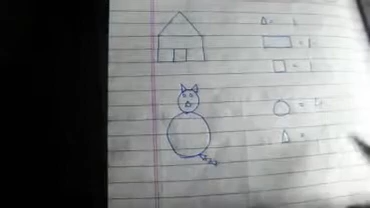 △ = 1
▭ = 1
□ = 1
○ =
△ =